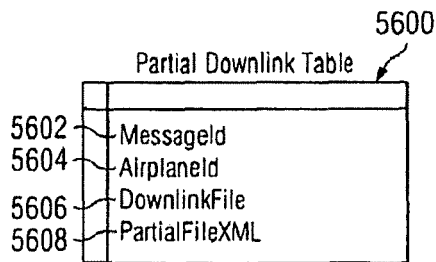 5600
Partial Downlink Table
5602 MessageId
5604 AirplaneId
5606 DownlinkFile
5608 PartialFileXML